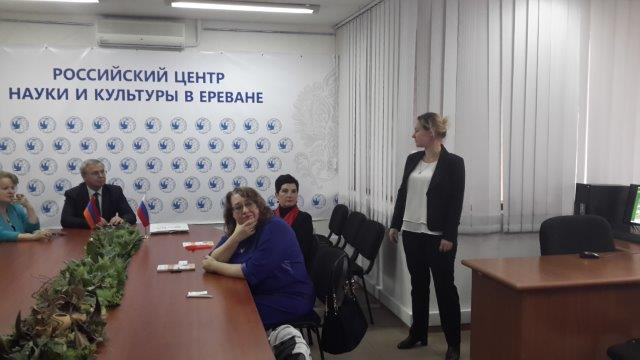 РОССИЙСКИЙ ЦЕНТР
НАУКИ И КУЛЬТУРЫ В ЕРЕВАНЕ